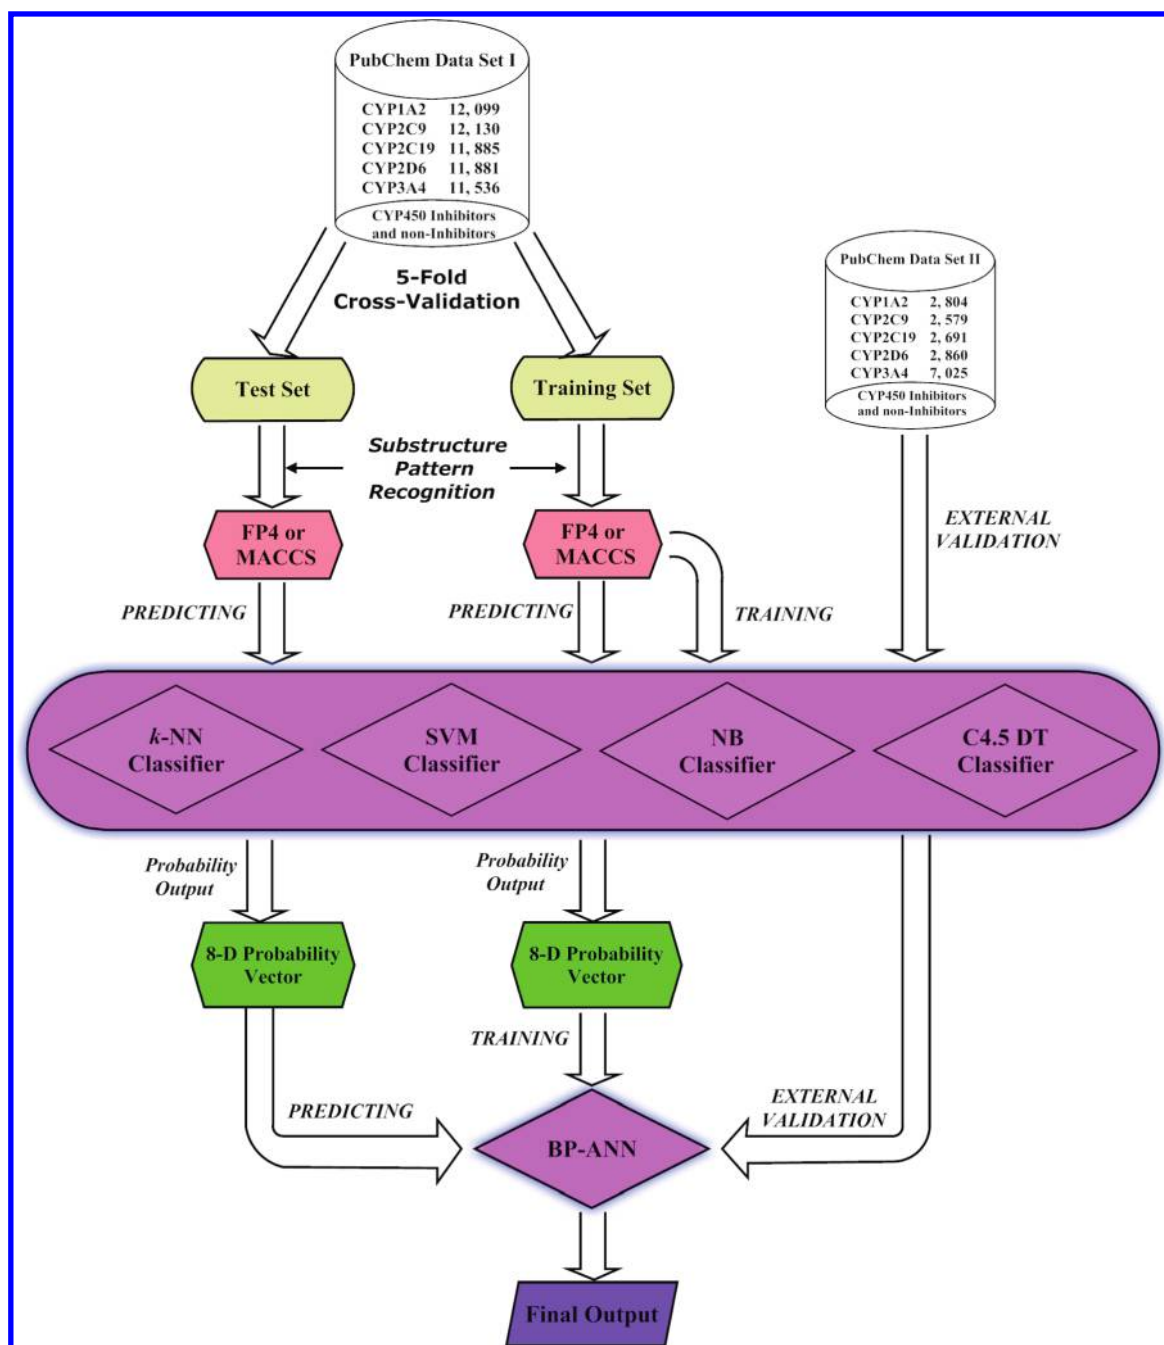 PubChem Data Set I
CYP1A2 12, 099
CYP2C9 12, 130
CYP2C19 11, 885
CYP2D6 11, 881
CYP3A4 11, 536
CYP450 Inhibitors
and non-Inhibitors
5-Fold
Cross-Validation
PubChem Data Set II
CYP1A2 2, 804
CYP2C9 2, 579
CYP2C19 2, 691
CYP2D6 2, 860
CYP3A4 7, 025
CYP450 Inhibitors
and non-Inhibitors
Test Set
Training Set
Substructure
Pattern
Recognition
FP4 or
MACCS
FP4 or
MACCS
EXTERNAL
VALIDATION
PREDICTING
PREDICTING
TRAINING
k-NN
Classifier
SVM
Classifier
NB
Classifier
C4.5 DT
Classifier
Probability
Output
Probability
Output
8-D Probability
Vector
8-D Probability
Vector
TRAINING
PREDICTING
EXTERNAL
VALIDATION
BP-ANN
Final Output